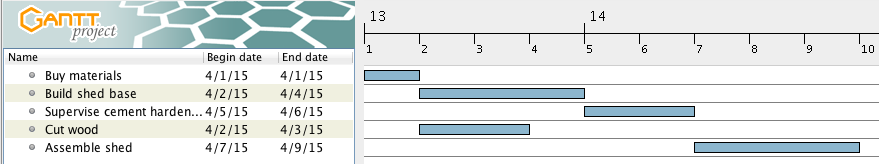 GANTT
project
13 14
1 2 3 4 5 6 7 8 9 10
Name Begin date End date
Buy materials 4/1/15 4/1/15
Build shed base 4/2/15 4/4/15
Supervise cement harden... 4/5/15 4/6/15
Cut wood 4/2/15 4/3/15
Assemble shed 4/7/15 4/9/15